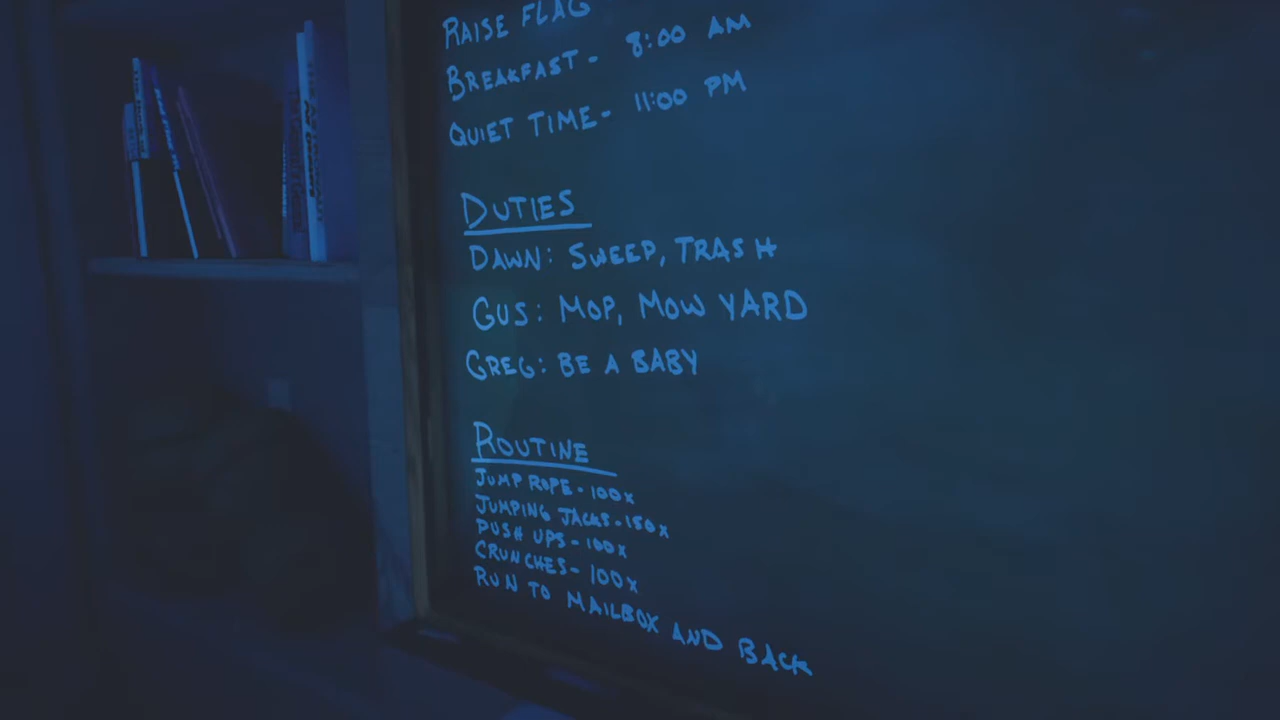 RAISE FLAG
BREAKFAST - 8:00 AM
QUIET TIME - 11:00 PM
DUTIES
DAWN: SWEEP, TRASH
GUS: MOP, MOW YARD
GREG: BE A BABY
ROUTINE
JUMP ROPE - 100X
JUMPING JACKS - 150X
PUSH UPS - 100X
CRUNCHES - 100X
RUN TO MAILBOX AND BACK